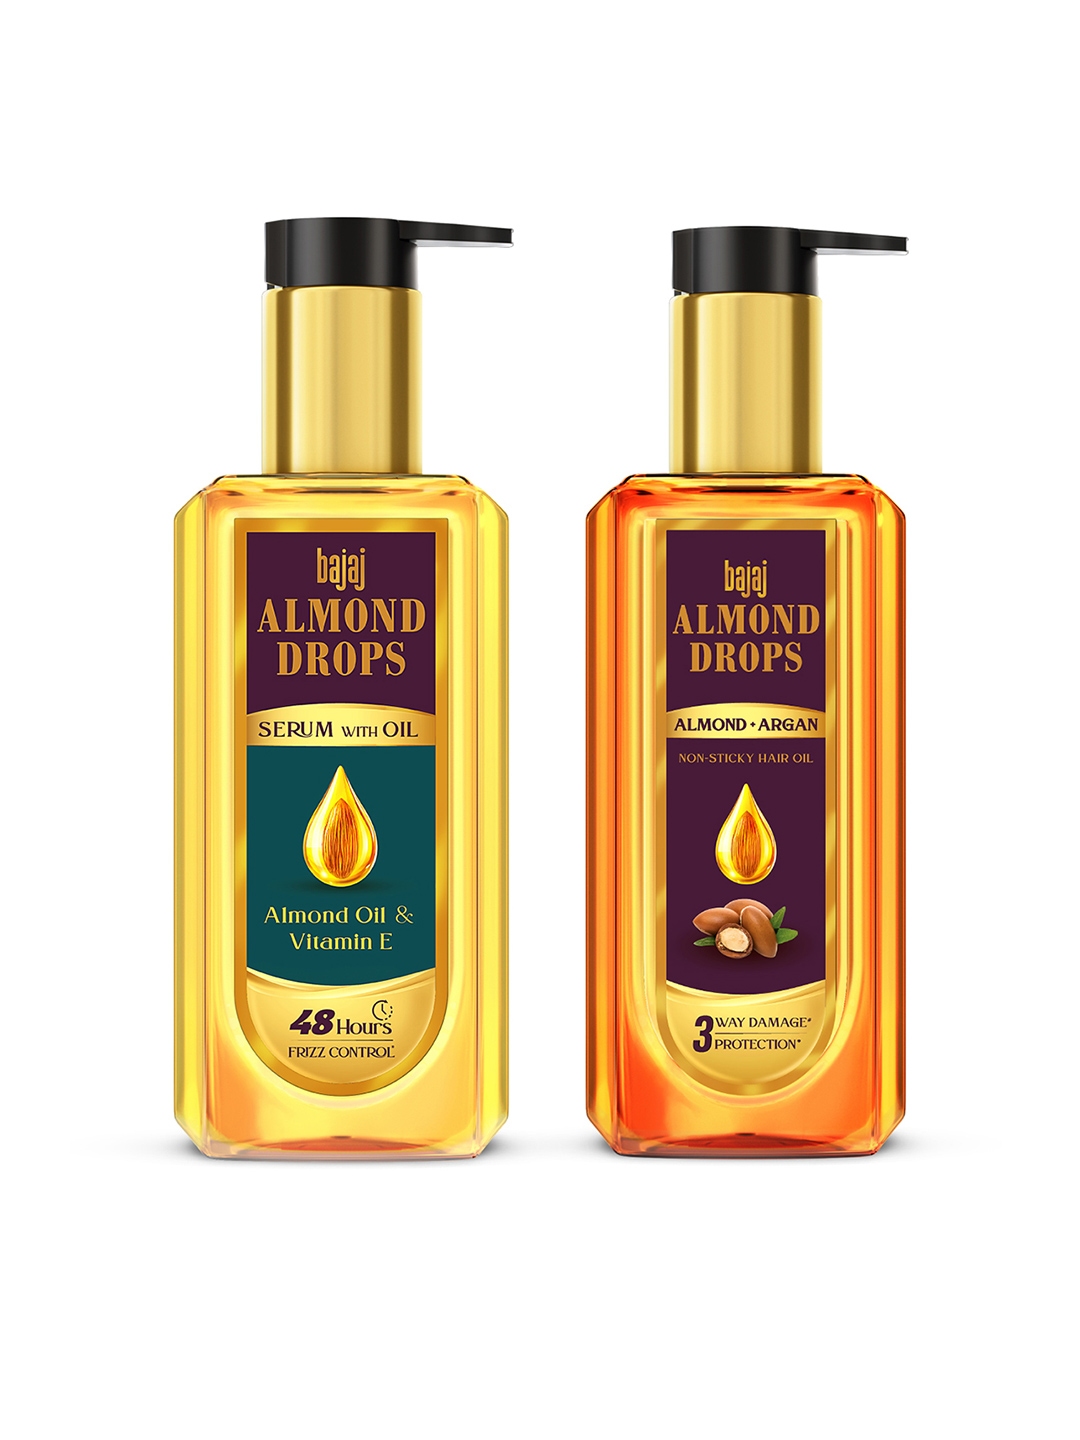 bajaj
ALMOND
DROPS
SERUM WITH OIL
Almond Oil &
Vitamin E
48 Hours
FRIZZ CONTROL*
bajaj
ALMOND
DROPS
ALMOND • ARGAN
NON-STICKY HAIR OIL
3 WAY DAMAGE*
PROTECTION*